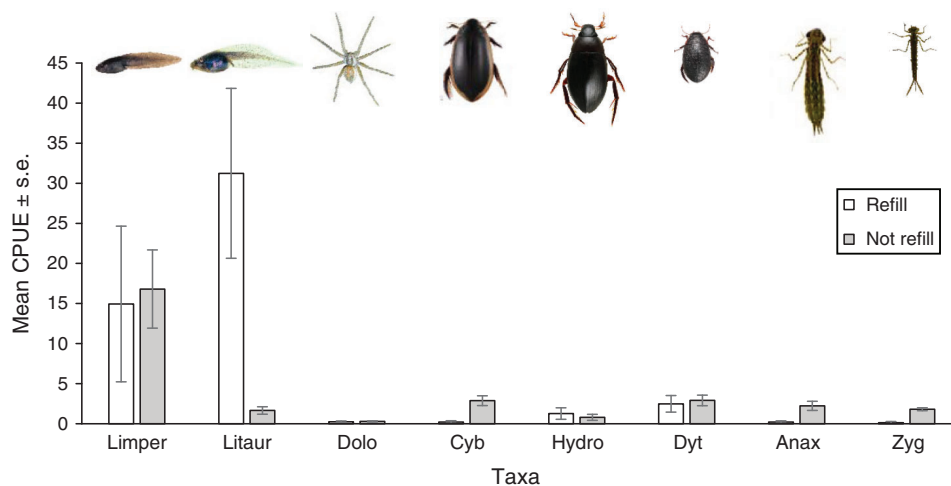 45
40
35
30
25
20
15
10
5
0
Mean CPUE ± s.e.
Refill
Not refill
Limper Litaur Dolo Cyb Hydro Dyt Anax Zyg
Taxa